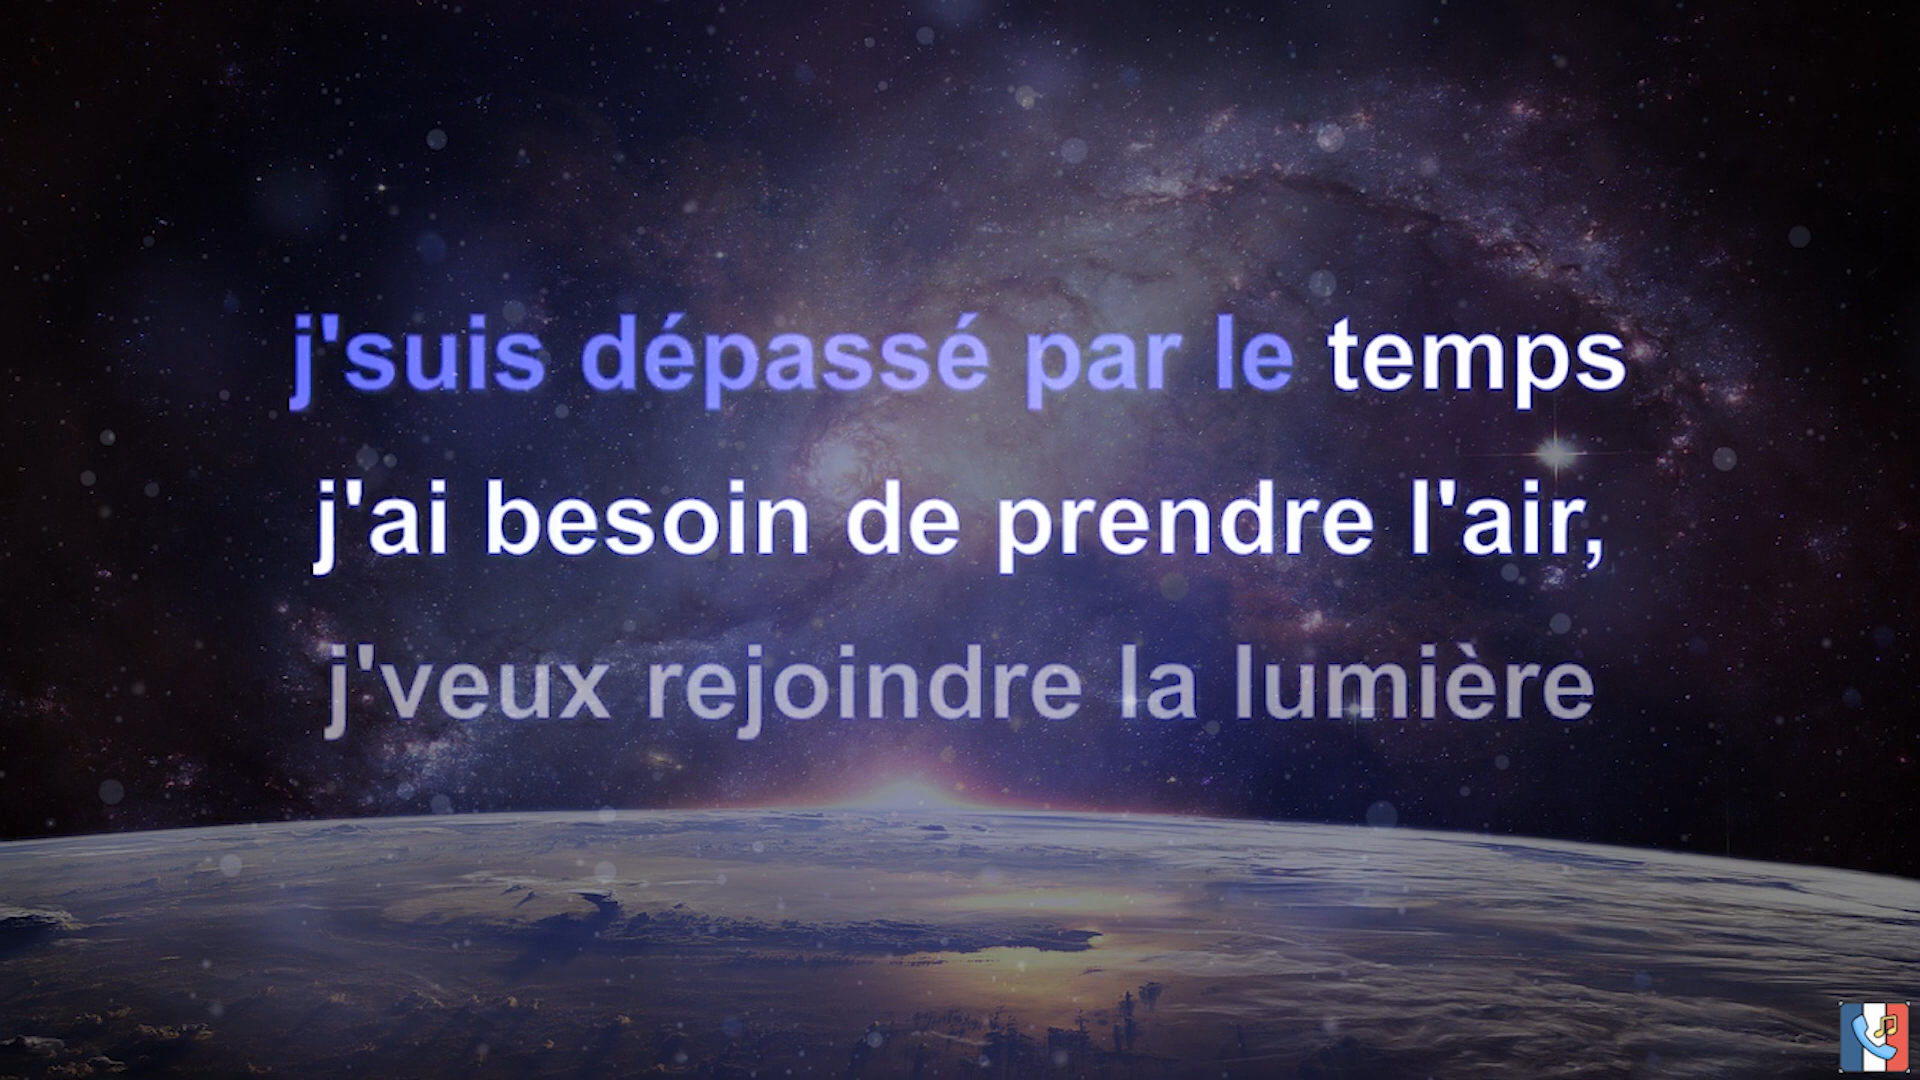 j'suis dépassé par le temps
j'ai besoin de prendre l'air,
j'veux rejoindre la lumière